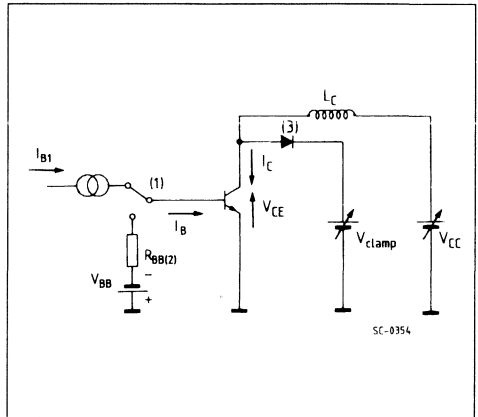 L_C
(3)
I_B1
(1)
I_C
V_CE
I_B
V_clamp
V_CC
R_BB(2)
V_BB
−
+
SC-0354